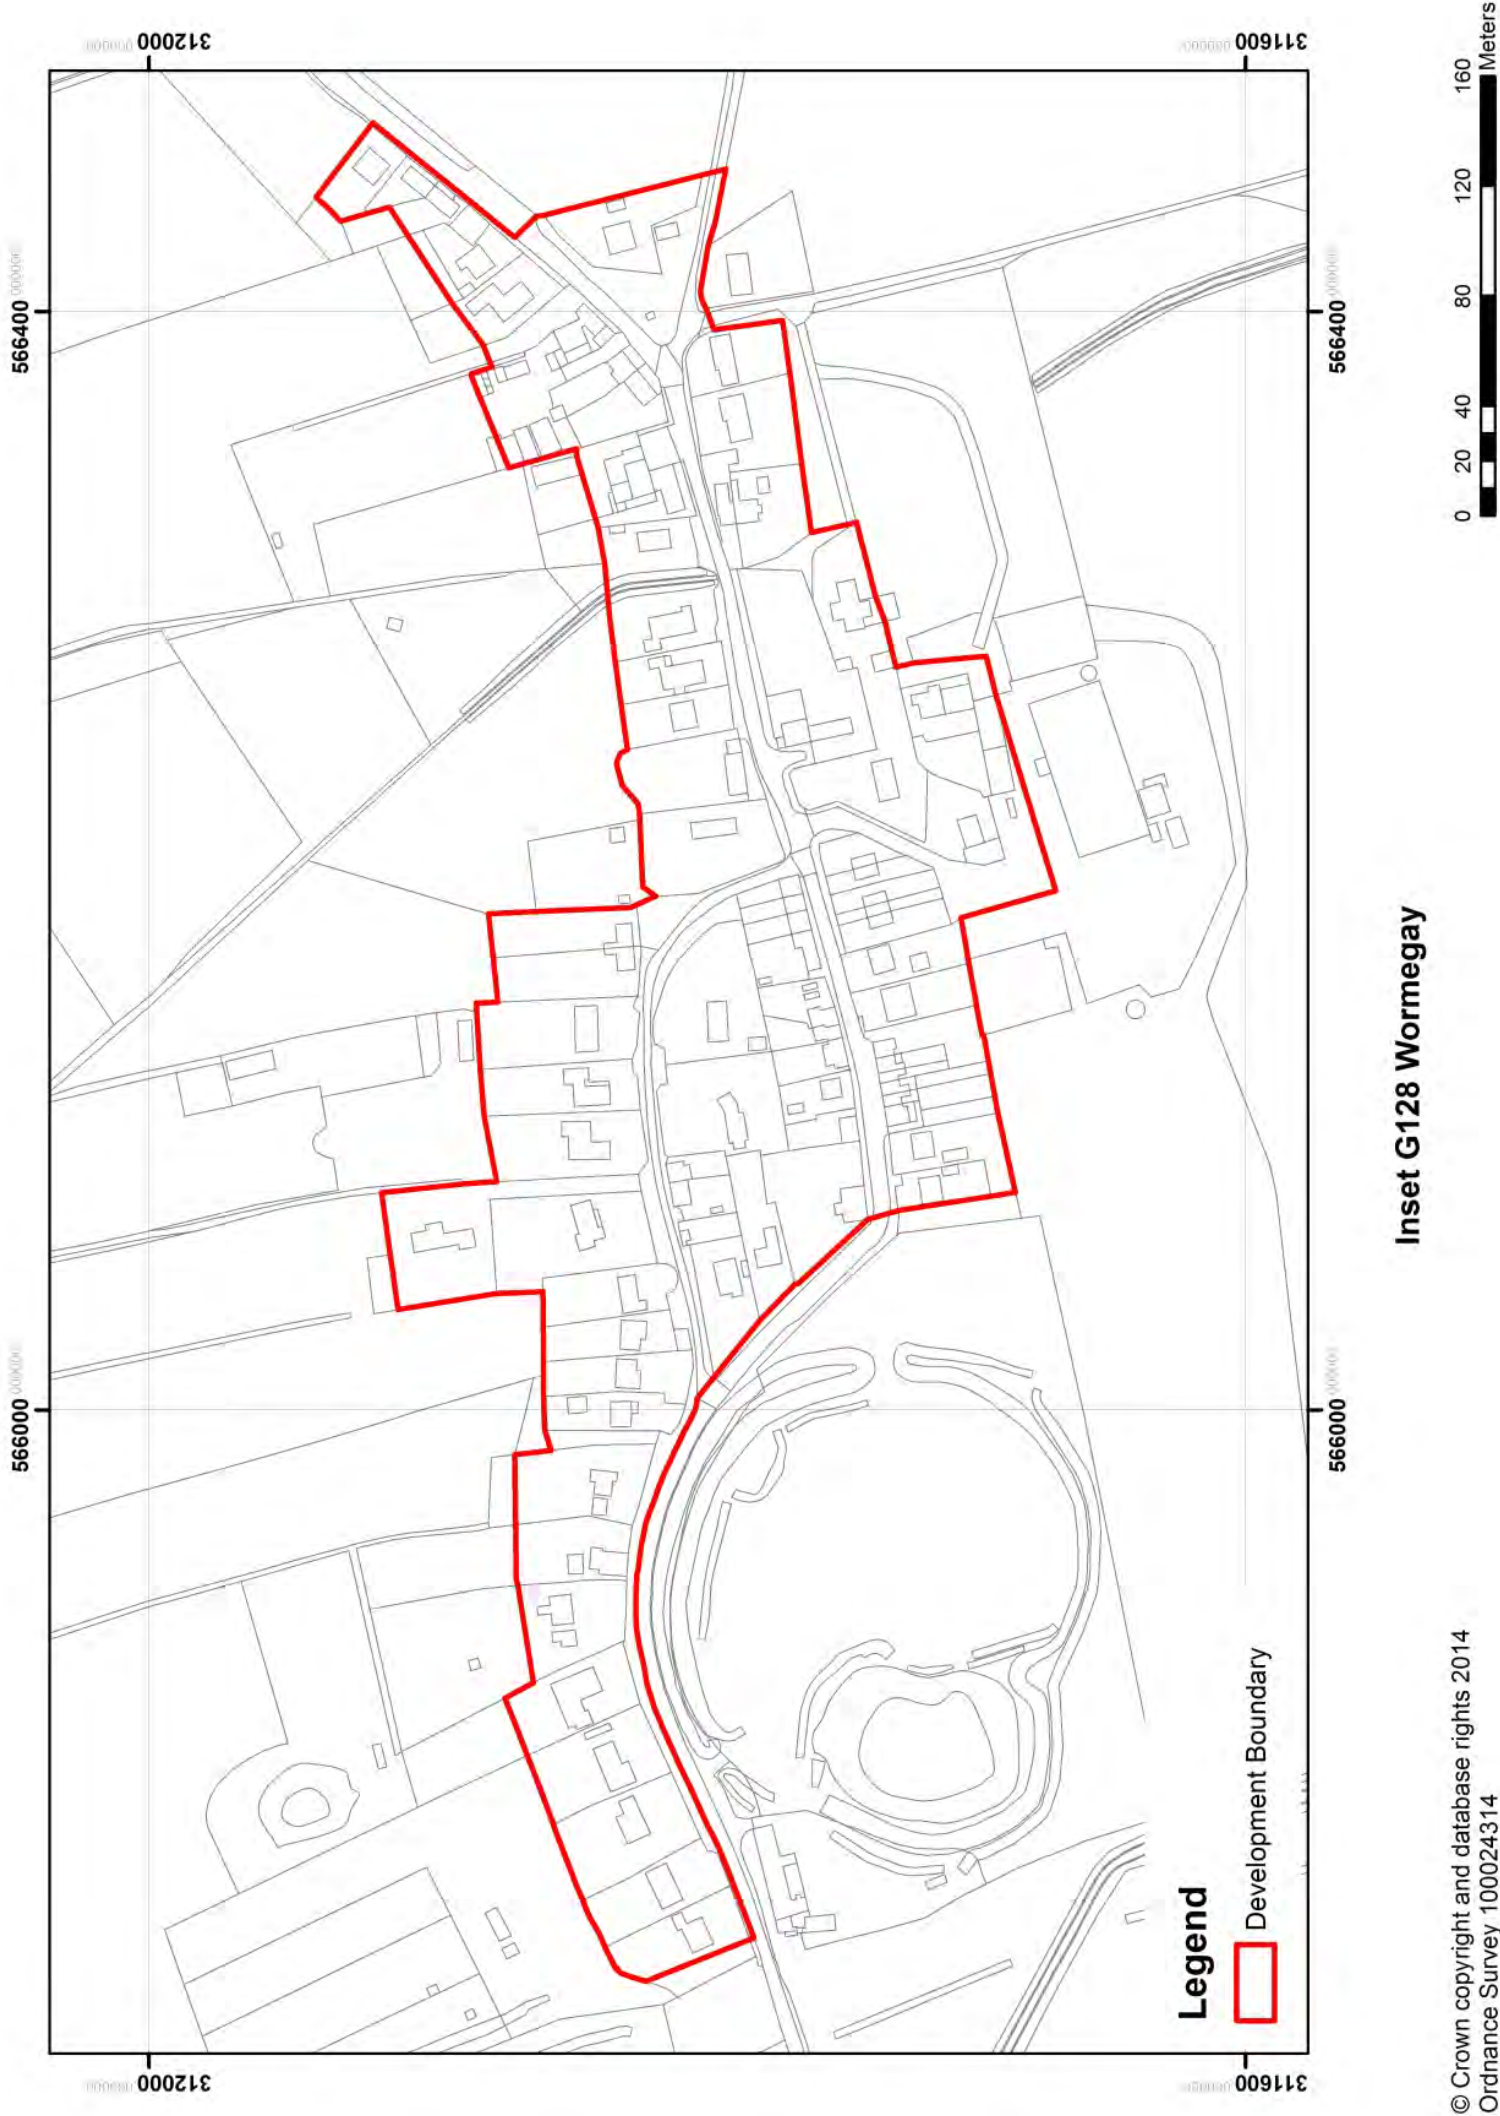 566000
566400
312000
312000
311600
311600
566000
566400
Legend
Development Boundary
Inset G128 Wormegay
© Crown copyright and database rights 2014
Ordnance Survey 100024314
0 20 40 80 120 160
Meters